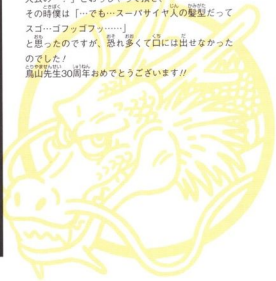 その時僕は「…でも…スーパサイヤ人の髪型だって
スゴ…ゴフッゴフッ……」
と思ったのですが、恐れ多くて口には出せなかった
のでした!
鳥山先生30周年おめでとうございます!!